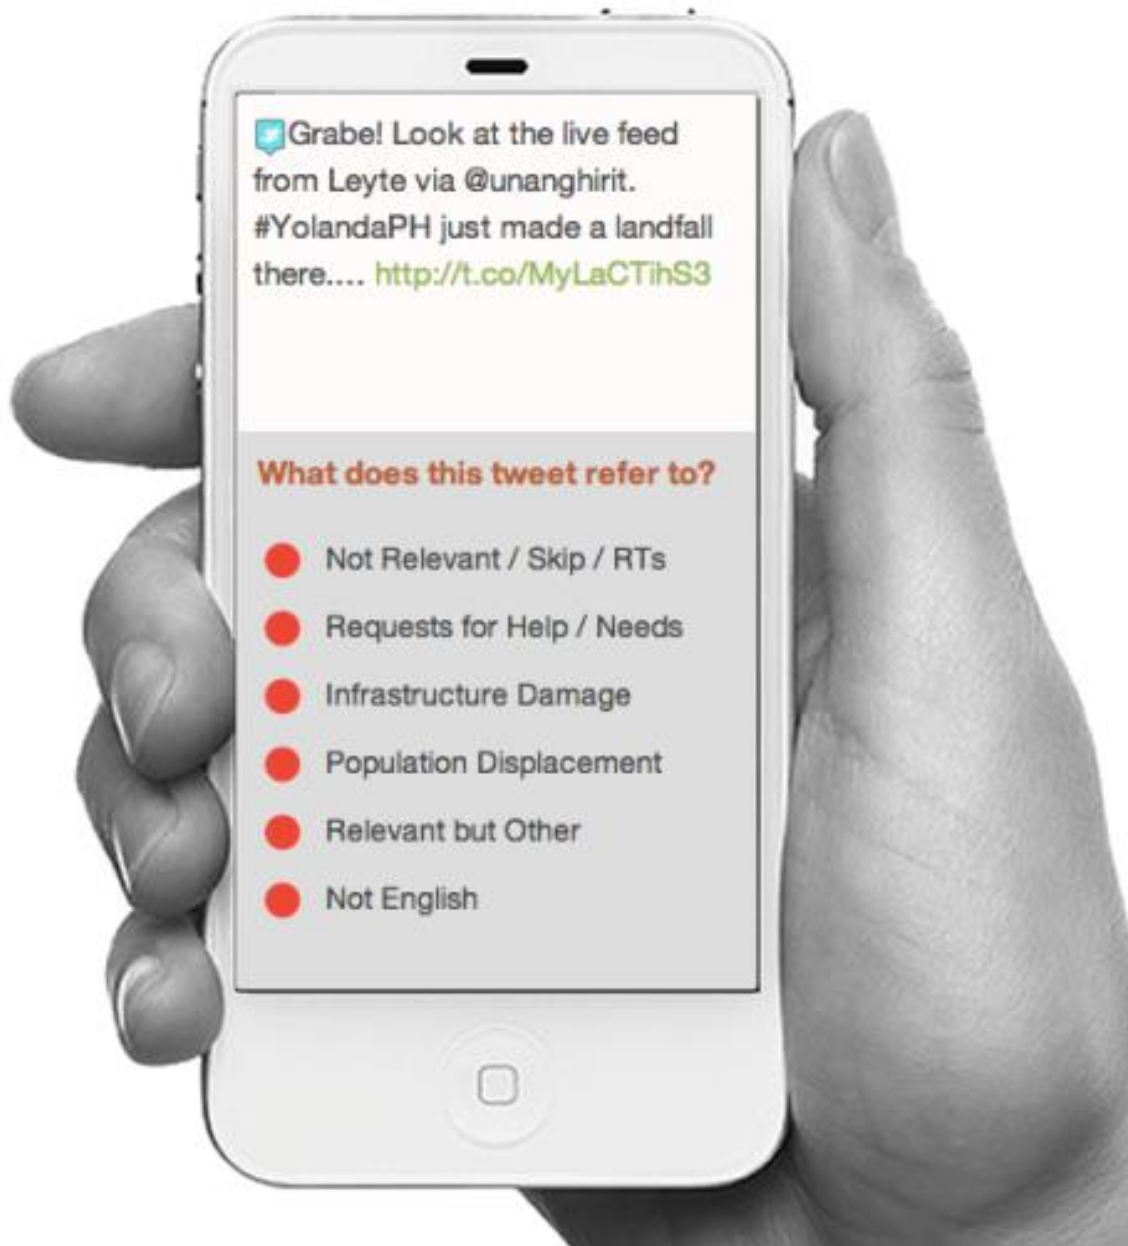 Grabe! Look at the live feed
from Leyte via @unanghirit.
#YolandaPH just made a landfall
there.... http://t.co/MyLaCTihS3
What does this tweet refer to?
Not Relevant / Skip / RTs
Requests for Help / Needs
Infrastructure Damage
Population Displacement
Relevant but Other
Not English